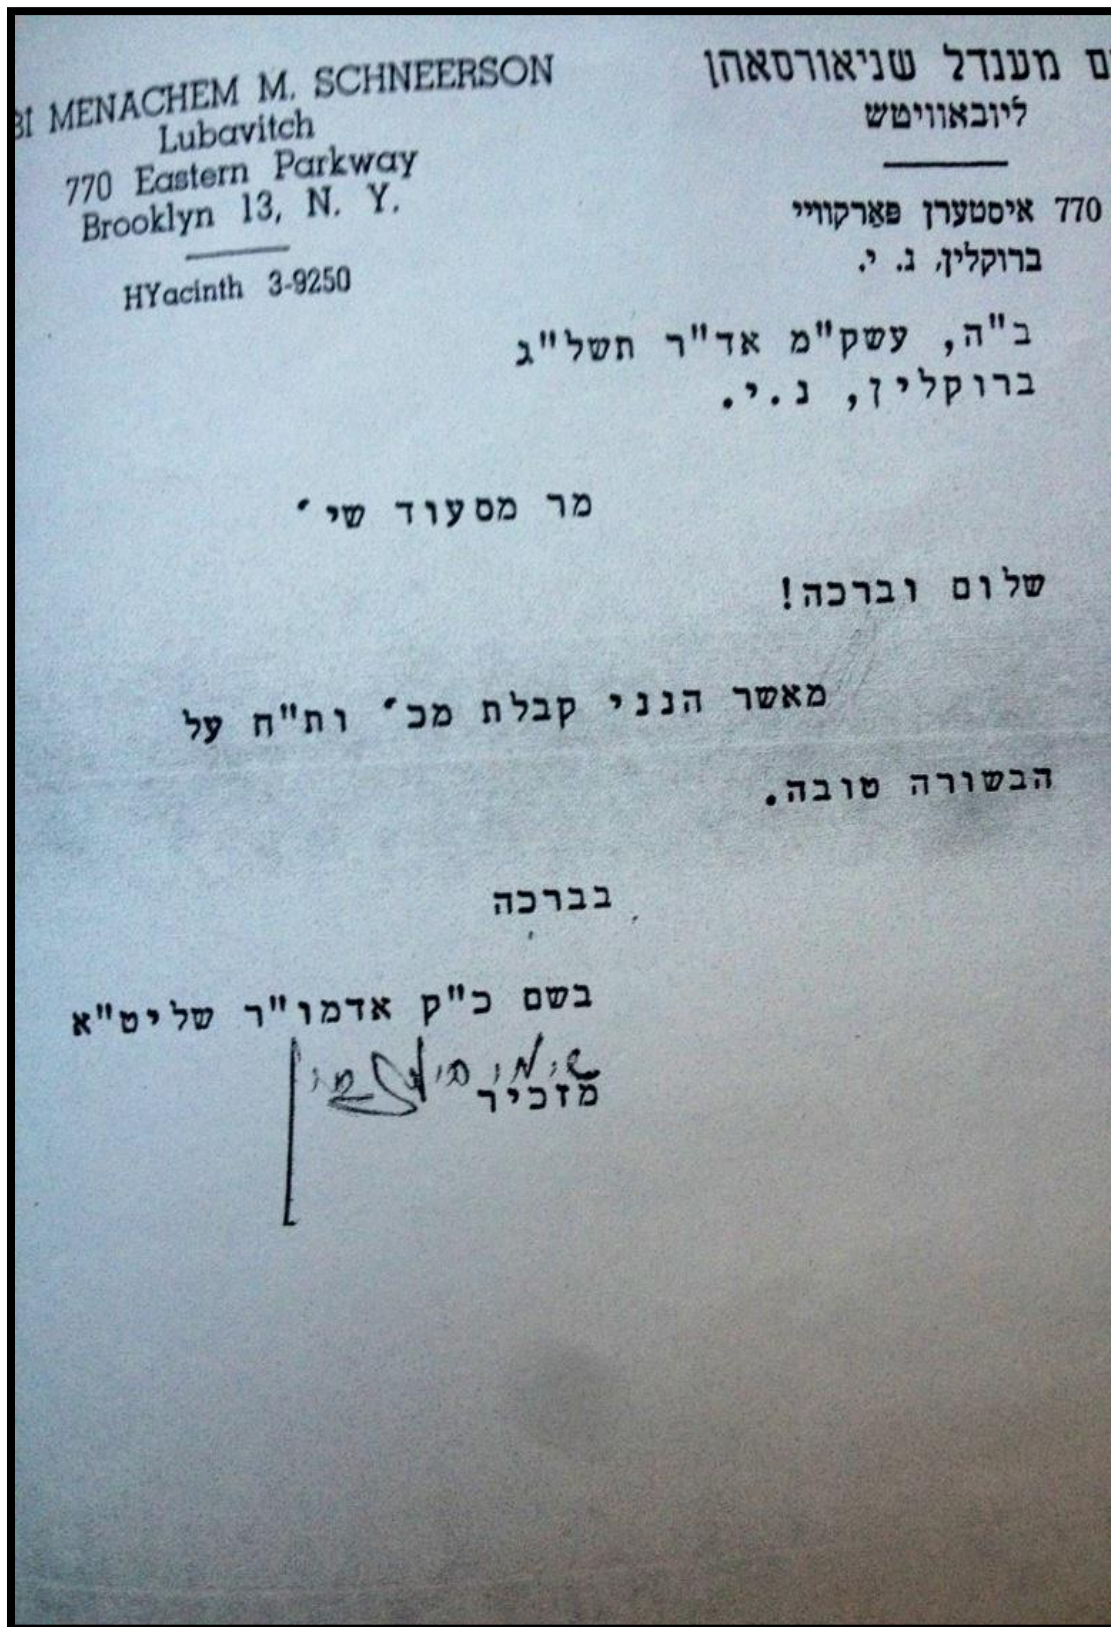 MENACHEM M. SCHNEERSON
Lubavitch
770 Eastern Parkway
Brooklyn 13, N. Y.
HYacinth 3-9250
מענדל שניאורסאהן
ליובאוויטש
770 איסטערן פּאַרקוויי
ברוקלין, נ. י.
ב"ה, עשק"מ אד"ר תשל"ג
ברוקלין, נ.י.
מר מסעוד שי'
שלום וברכה!
מאשר הנני קבלת מכ' ות"ח על
הבשורה טובה.
בברכה
בשם כ"ק אדמו"ר שליט"א
מזכיר